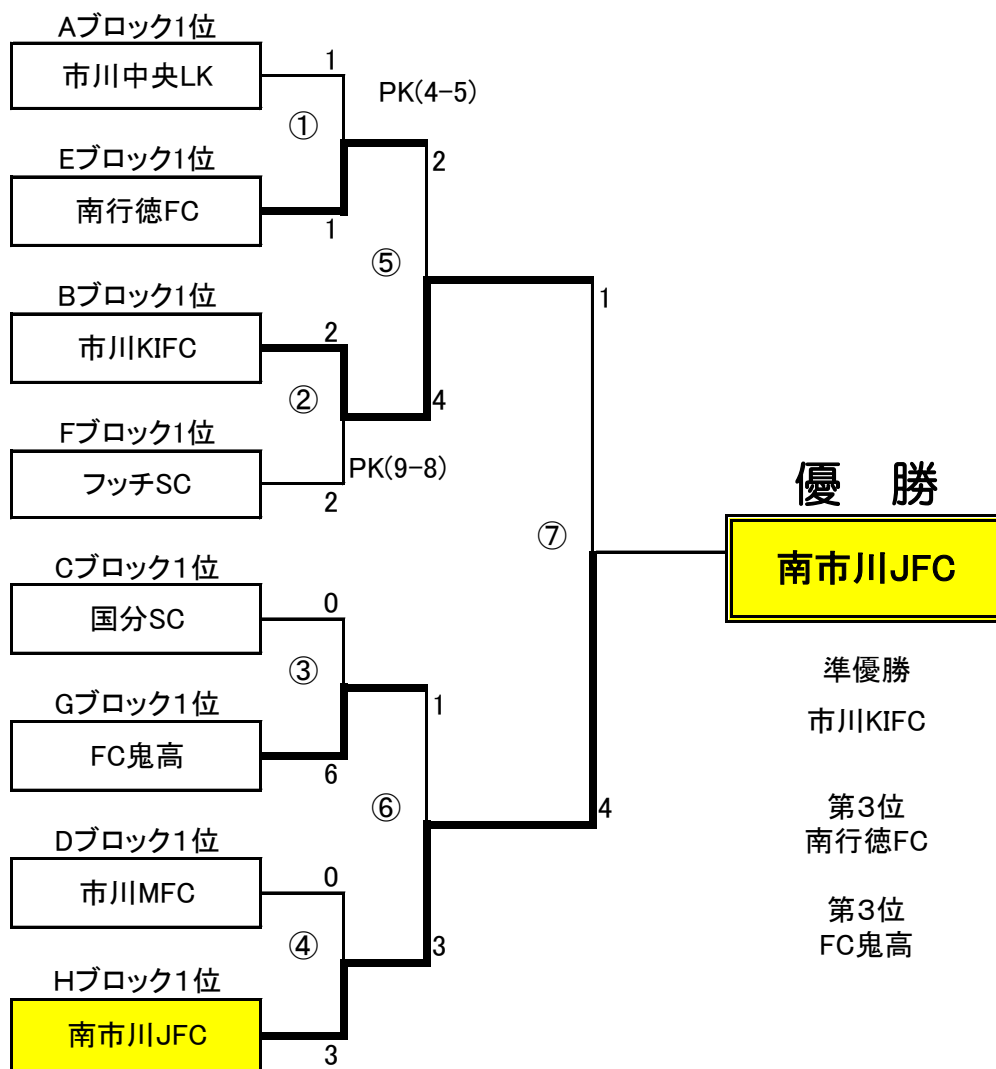 Aブロック1位
市川中央LK
1
PK(4-5)
①
2
Eブロック1位
南行徳FC
1
⑤
Bブロック1位
市川KIFC
2
1
②
4
Fブロック1位
フッチSC
PK(9-8)
2
優　勝
⑦
南市川JFC
Cブロック1位
国分SC
0
③
1
準優勝
市川KIFC
Gブロック1位
FC鬼高
6
⑥
4
第3位
南行徳FC
Dブロック1位
市川MFC
0
④
3
第3位
FC鬼高
Hブロック1位
南市川JFC
3